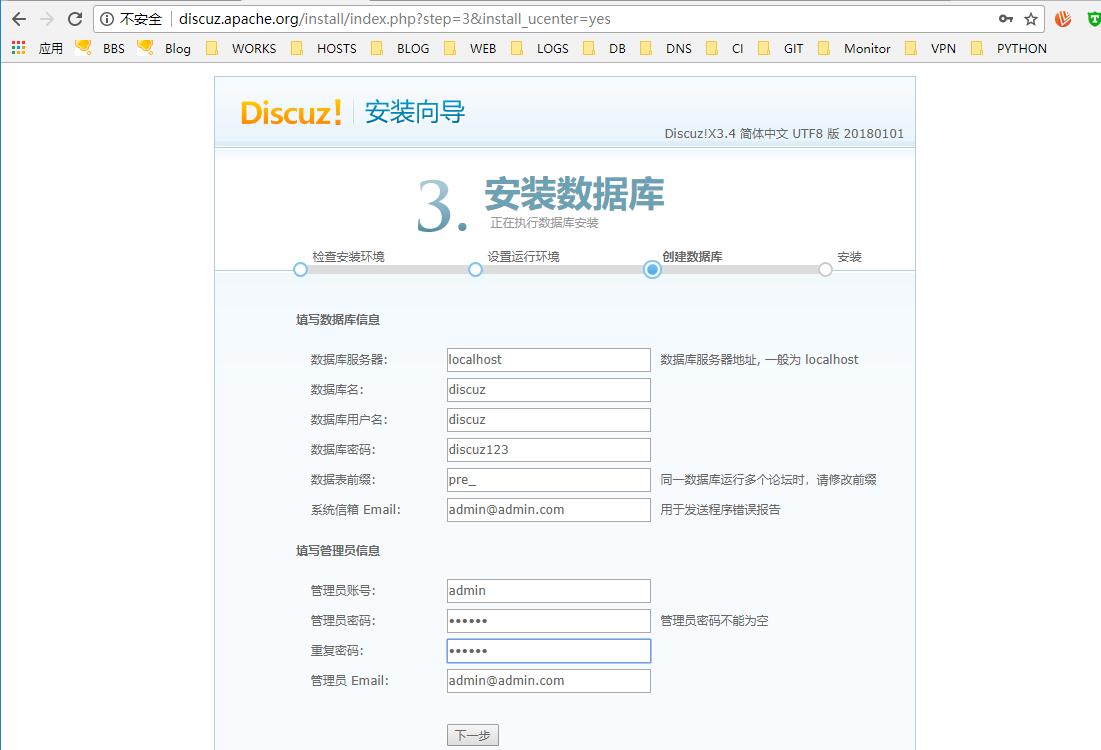 不安全 discuz.apache.org/install/index.php?step=3&install_ucenter=yes
应用 BBS Blog WORKS HOSTS BLOG WEB LOGS DB DNS CI GIT Monitor VPN PYTHON
Discuz! 安装向导
Discuz!X3.4 简体中文 UTF8 版 20180101
3. 安装数据库
正在执行数据库安装
检查安装环境 设置运行环境 创建数据库 安装
填写数据库信息
数据库服务器: localhost 数据库服务器地址, 一般为 localhost
数据库名: discuz
数据库用户名: discuz
数据库密码: discuz123
数据表前缀: pre_ 同一数据库运行多个论坛时，请修改前缀
系统信箱 Email: admin@admin.com 用于发送程序错误报告
填写管理员信息
管理员账号: admin
管理员密码: •••••• 管理员密码不能为空
重复密码: ••••••
管理员 Email: admin@admin.com
下一步